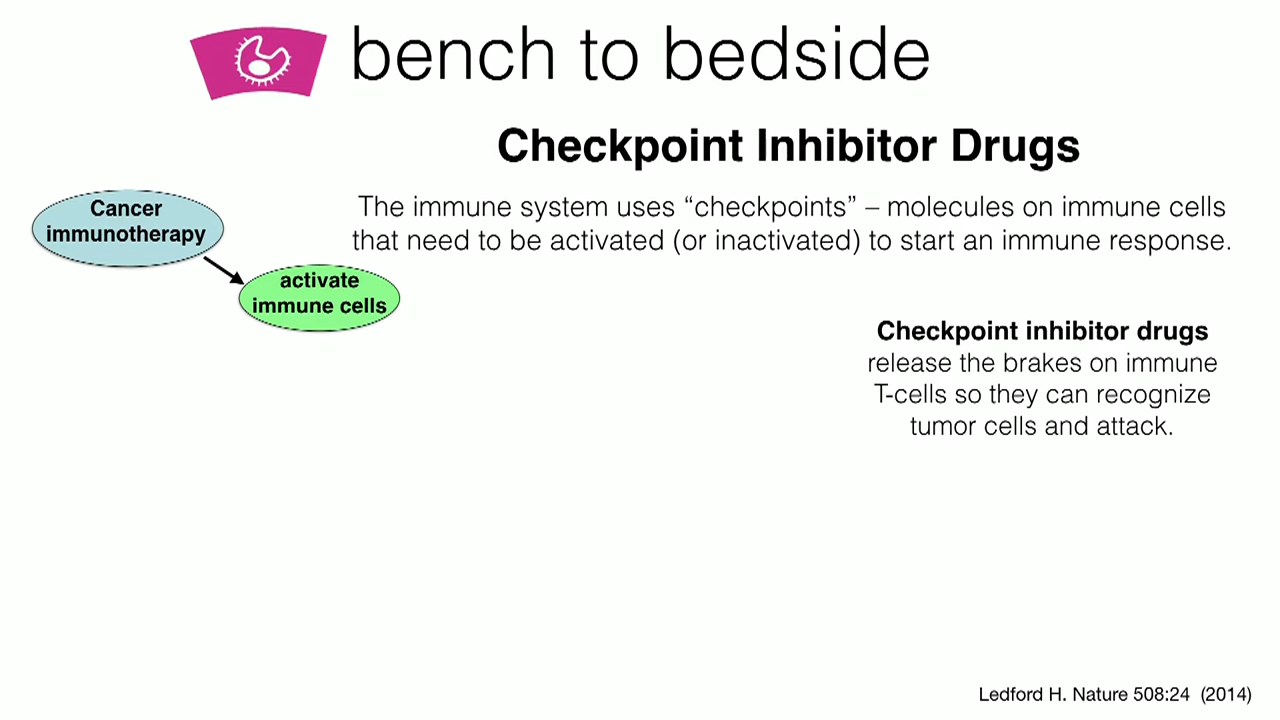 bench to bedside
Checkpoint Inhibitor Drugs
Cancer
immunotherapy
activate
immune cells
The immune system uses “checkpoints” – molecules on immune cells
that need to be activated (or inactivated) to start an immune response.
Checkpoint inhibitor drugs
release the brakes on immune
T-cells so they can recognize
tumor cells and attack.
Ledford H. Nature 508:24 (2014)